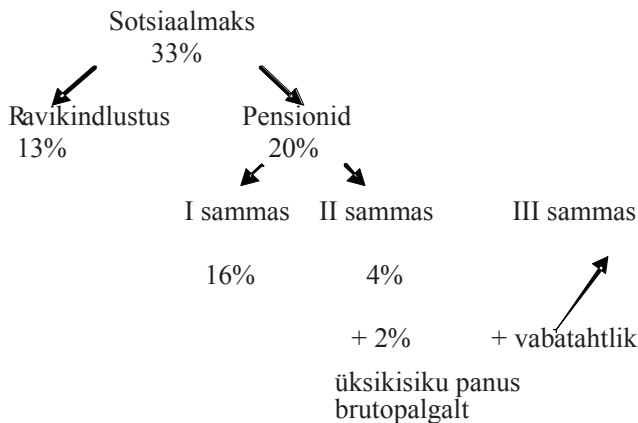 Sotsiaalmaks
33%
Ravikindlustus Pensionid
13% 20%
I sammas II sammas III sammas
16% 4%
+ 2% + vabatahtlik
üksikisiku panus
brutopalgalt